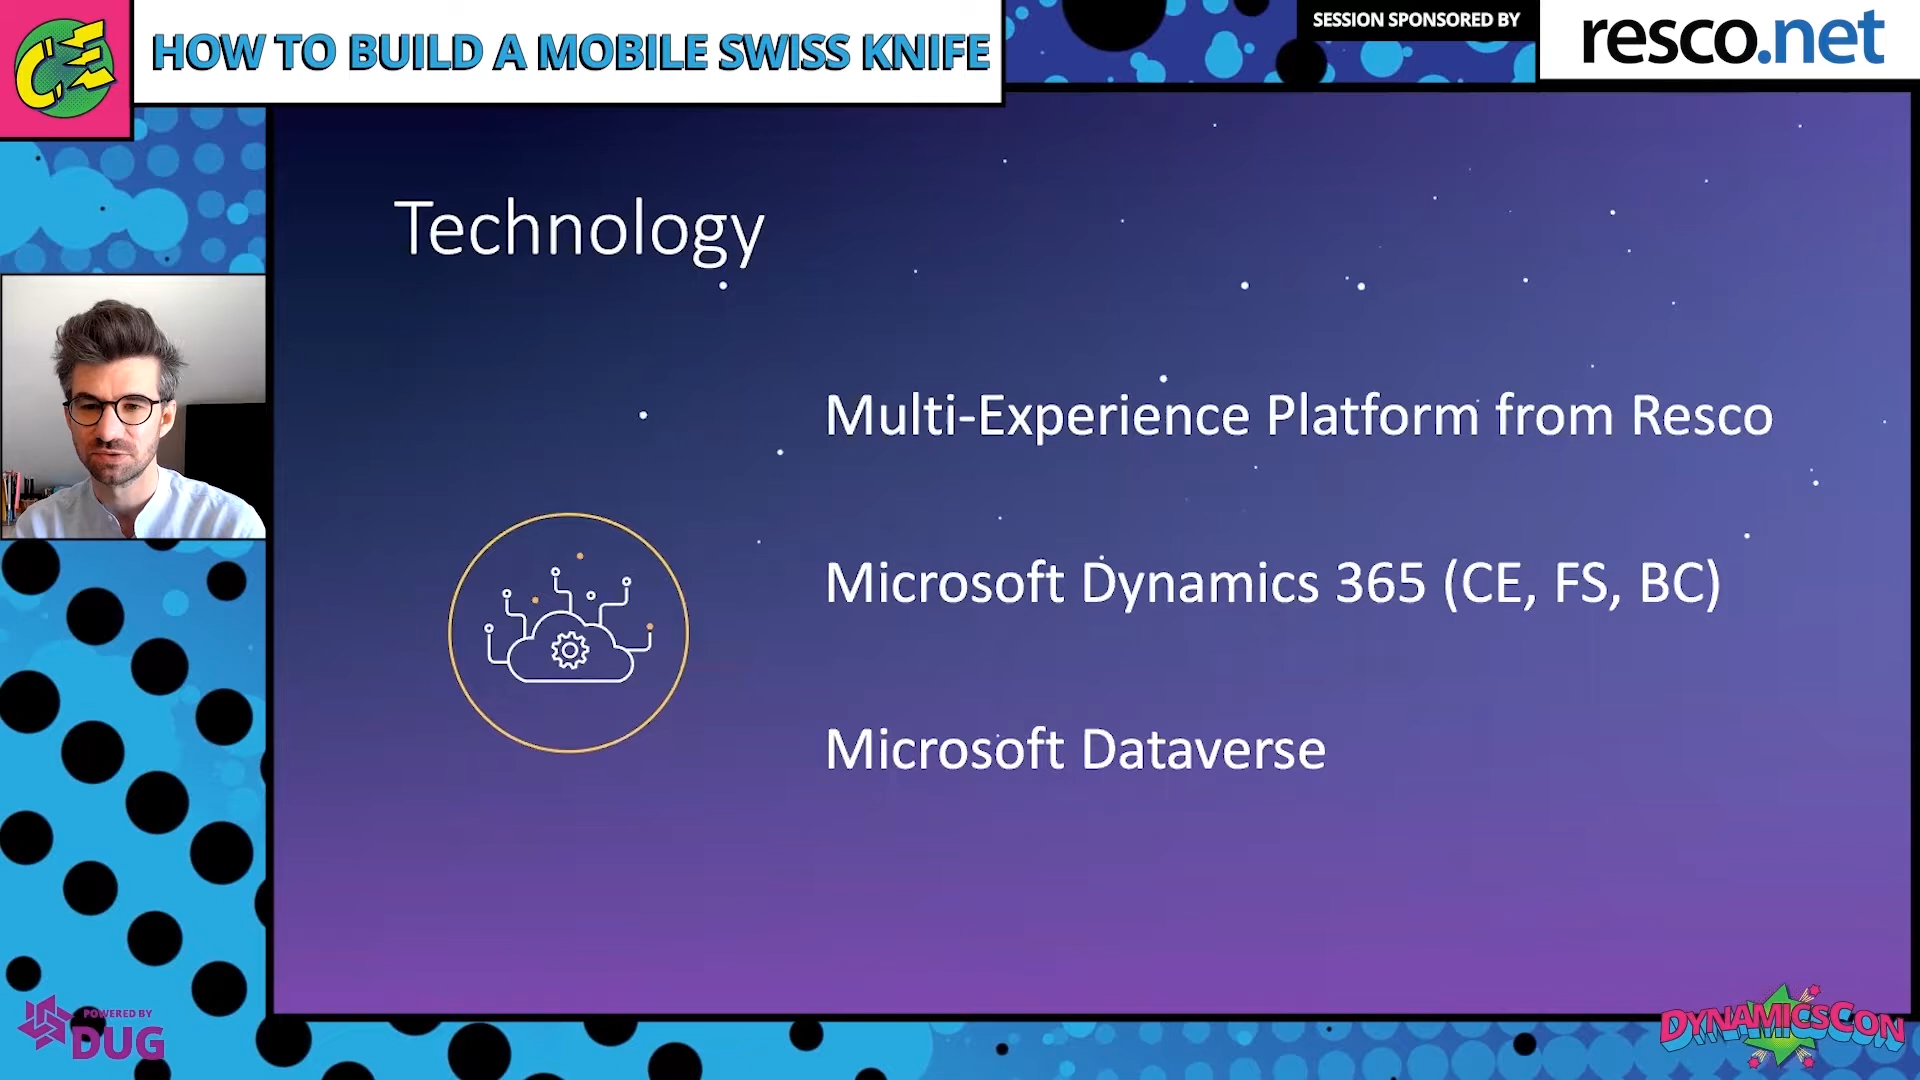 CE
HOW TO BUILD A MOBILE SWISS KNIFE
SESSION SPONSORED BY
resco.net
Technology
Multi-Experience Platform from Resco
Microsoft Dynamics 365 (CE, FS, BC)
Microsoft Dataverse
POWERED BY
DUG
DYNAMICSCON